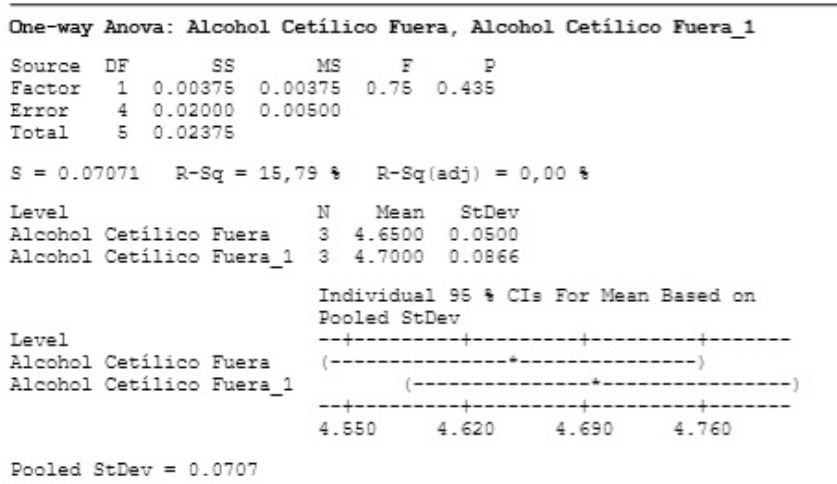 One-way Anova: Alcohol Cetílico Fuera, Alcohol Cetílico Fuera_1
Source  DF       SS       MS     F      P
Factor   1  0.00375  0.00375  0.75  0.435
Error    4  0.02000  0.00500
Total    5  0.02375
S = 0.07071   R-Sq = 15,79 %   R-Sq(adj) = 0,00 %
Level                      N    Mean   StDev
Alcohol Cetílico Fuera     3  4.6500  0.0500
Alcohol Cetílico Fuera_1   3  4.7000  0.0866
Individual 95 % CIs For Mean Based on
Pooled StDev
Level                      --+---------+---------+---------+-------
Alcohol Cetílico Fuera     (---------------*---------------)
Alcohol Cetílico Fuera_1          (---------------*----------------)
--+---------+---------+---------+-------
4.550     4.620     4.690     4.760
Pooled StDev = 0.0707